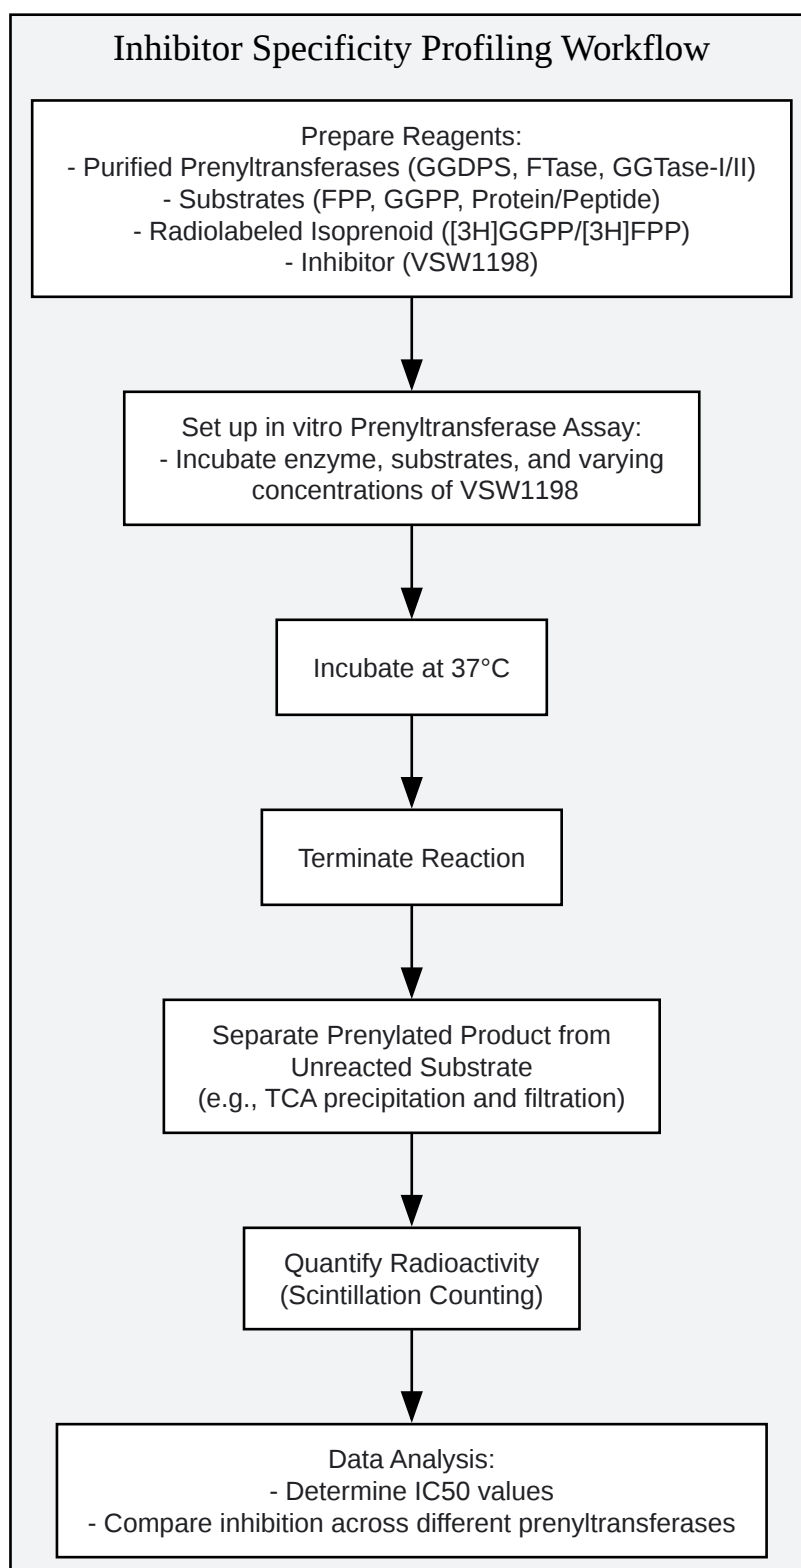 Inhibitor Specificity Profiling Workflow
Prepare Reagents:
- Purified Prenyltransferases (GGDPS, FTase, GGTase-I/II)
- Substrates (FPP, GGPP, Protein/Peptide)
- Radiolabeled Isoprenoid ([3H]GGPP/[3H]FPP)
- Inhibitor (VSW1198)
Set up in vitro Prenyltransferase Assay:
- Incubate enzyme, substrates, and varying
concentrations of VSW1198
Incubate at 37°C
Terminate Reaction
Separate Prenylated Product from
Unreacted Substrate
(e.g., TCA precipitation and filtration)
Quantify Radioactivity
(Scintillation Counting)
Data Analysis:
- Determine IC50 values
- Compare inhibition across different prenyltransferases